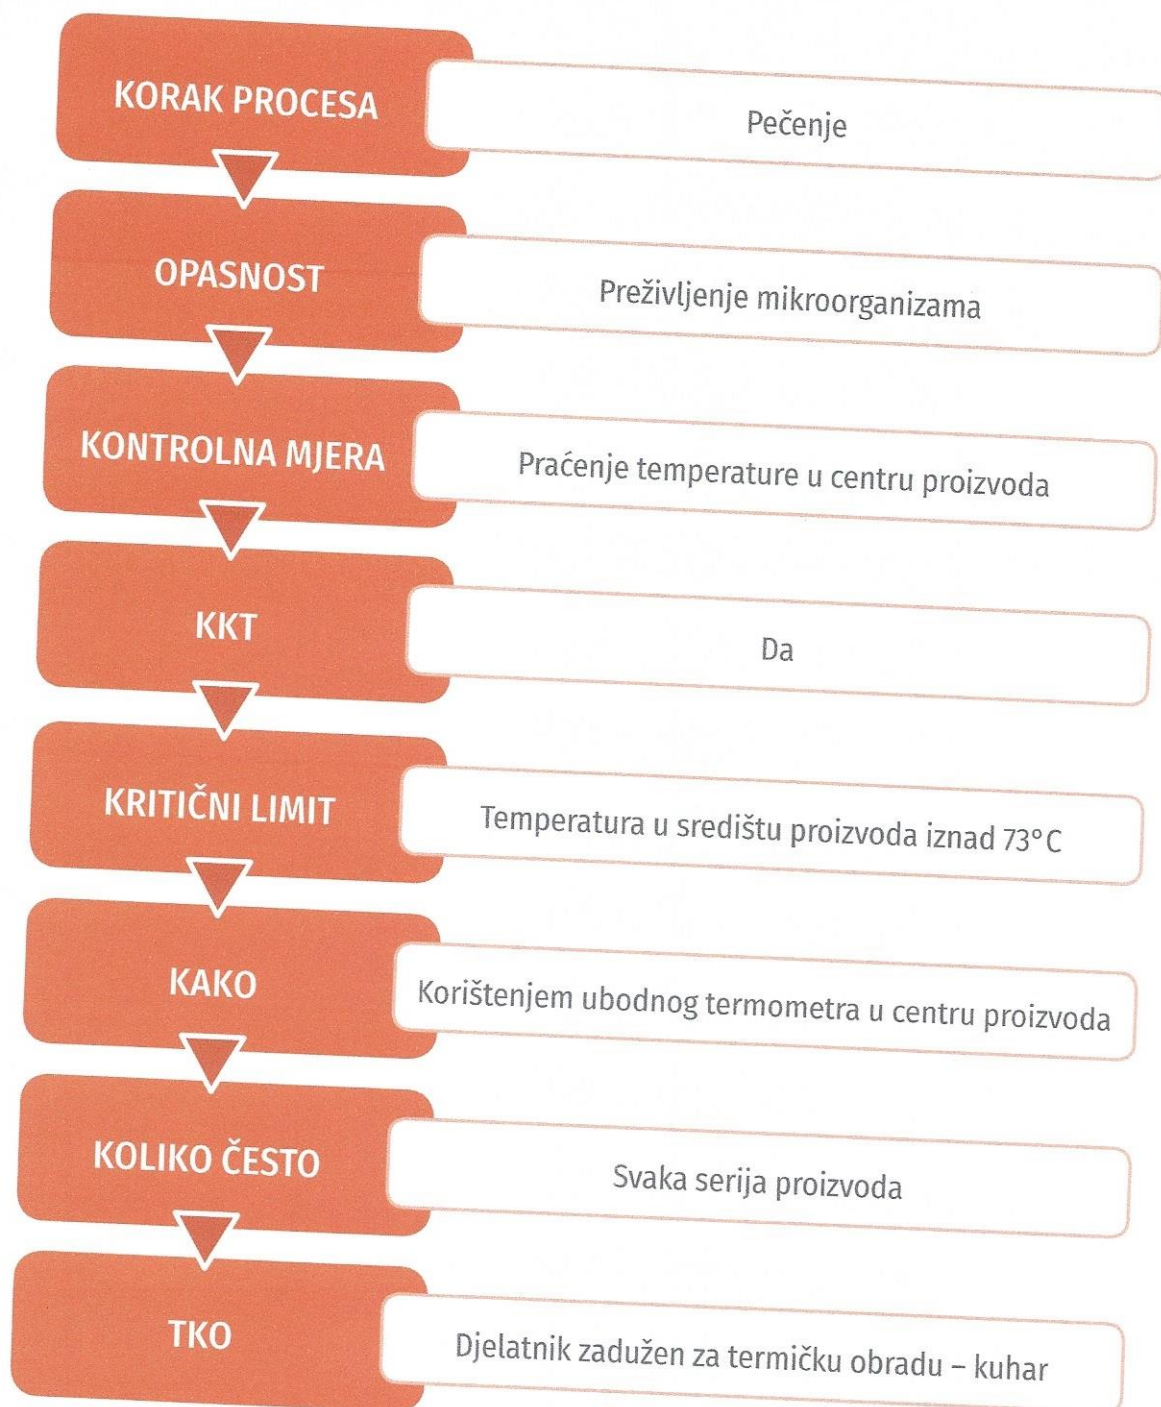 KORAK PROCESA
Pečenje
OPASNOST
Preživljenje mikroorganizama
KONTROLNA MJERA
Praćenje temperature u centru proizvoda
KKT
Da
KRITIČNI LIMIT
Temperatura u središtu proizvoda iznad 73°C
KAKO
Korištenjem ubodnog termometra u centru proizvoda
KOLIKO ČESTO
Svaka serija proizvoda
TKO
Djelatnik zadužen za termičku obradu – kuhar